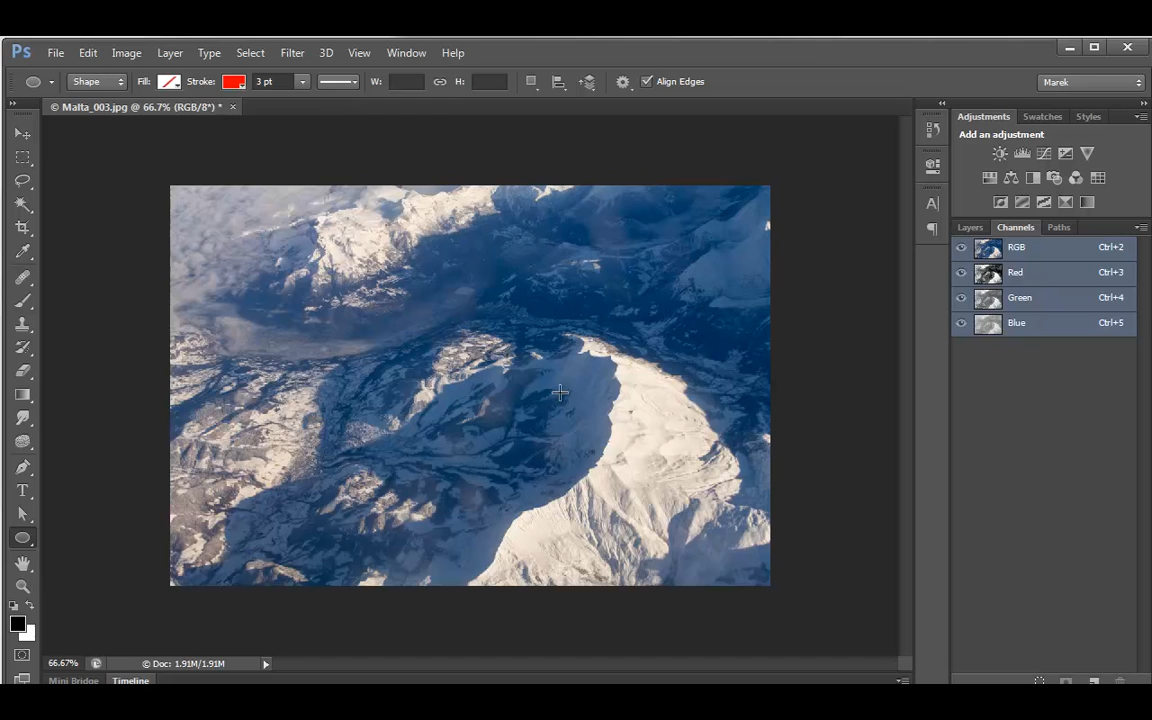 Ps File Edit Image Layer Type Select Filter 3D View Window Help
Shape Fill: Stroke: 3 pt W: H: Align Edges Marek
© Malta_003.jpg @ 66.7% (RGB/8*) * ×
Adjustments Swatches Styles
Add an adjustment
Layers Channels Paths
RGB Ctrl+2
Red Ctrl+3
Green Ctrl+4
Blue Ctrl+5
A
T
66.67% © Doc: 1.91M/1.91M
Mini Bridge Timeline